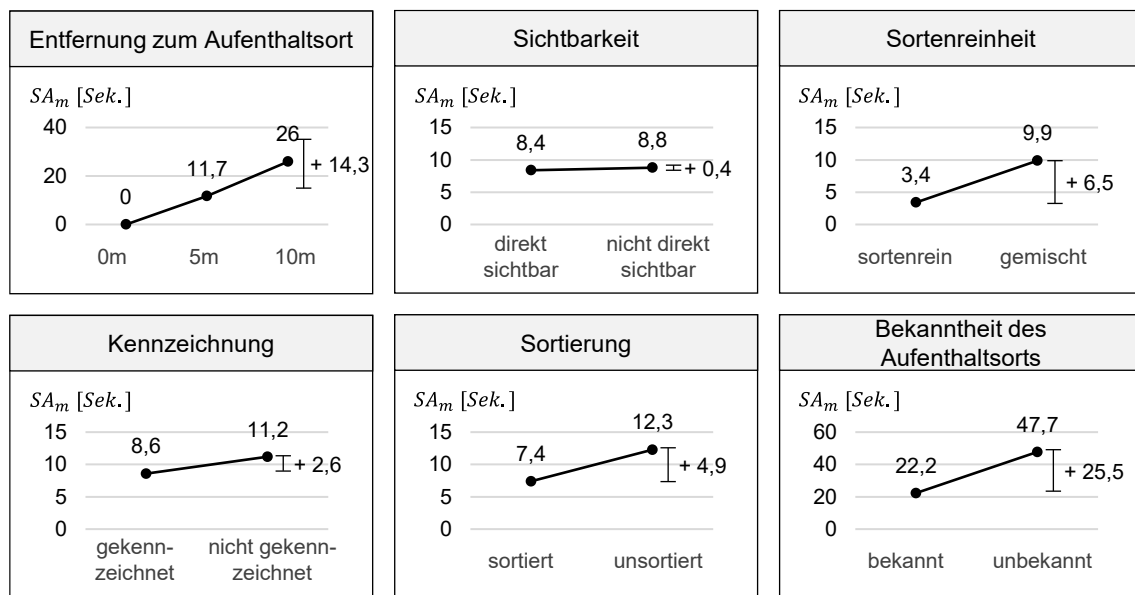 Entfernung zum Aufenthaltsort
SA_m [Sek.]
40
20
0
0
11,7
26
+ 14,3
0m
5m
10m
Sichtbarkeit
SA_m [Sek.]
15
10
5
0
8,4
8,8
+ 0,4
direkt
sichtbar
nicht direkt
sichtbar
Sortenreinheit
SA_m [Sek.]
15
10
5
0
3,4
9,9
+ 6,5
sortenrein
gemischt
Kennzeichnung
SA_m [Sek.]
15
10
5
0
8,6
11,2
+ 2,6
gekenn-
zeichnet
nicht gekenn-
zeichnet
Sortierung
SA_m [Sek.]
15
10
5
0
7,4
12,3
+ 4,9
sortiert
unsortiert
Bekanntheit des
Aufenthaltsorts
SA_m [Sek.]
60
40
20
0
22,2
47,7
+ 25,5
bekannt
unbekannt